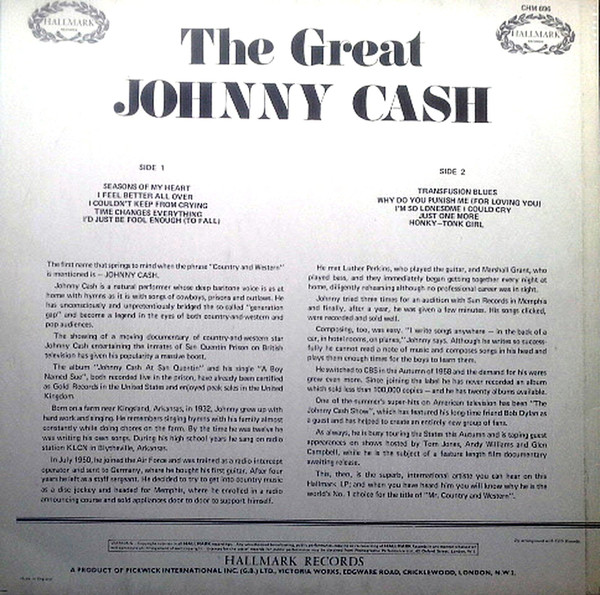 CHM 696
HALLMARK
RECORDS
HALLMARK
RECORDS
The Great
JOHNNY CASH
SIDE 1
SEASONS OF MY HEART
I FEEL BETTER ALL OVER
I COULDN'T KEEP FROM CRYING
TIME CHANGES EVERYTHING
I'D JUST BE FOOL ENOUGH (TO FALL)
SIDE 2
TRANSFUSION BLUES
WHY DO YOU PUNISH ME (FOR LOVING YOU)
I'M SO LONESOME I COULD CRY
JUST ONE MORE
HONKY-TONK GIRL
The first name that springs to mind when the phrase "Country and Western"
is mentioned is — JOHNNY CASH.
Johnny Cash is a natural performer whose deep baritone voice is as at
home with hymns as it is with songs of cowboys, prisons and outlaws. He
has unconsciously and unpretentiously bridged the so-called "generation
gap" and become a legend in the eyes of both country-and-western and
pop audiences.
The showing of a moving documentary of country-and-western star
Johnny Cash entertaining the inmates of San Quentin Prison on British
television has given his popularity a massive boost.
The album "Johnny Cash At San Quentin" and his single "A Boy
Named Sue", both recorded live in the prison, have already been certified
as Gold Records in the United States and enjoyed peak sales in the United
Kingdom.
Born on a farm near Kingsland, Arkansas, in 1932, Johnny grew up with
hard work and singing. He remembers singing hymns with his family almost
constantly while doing chores on the farm. By the time he was twelve he
was writing his own songs. During his high school years he sang on radio
station KLCN in Blytheville, Arkansas.
In July 1950, he joined the Air Force and was trained as a radio intercept
operator and sent to Germany, where he bought his first guitar. After four
years he left as a staff sergeant. He decided to try to get into country music
as a disc jockey and headed for Memphis, where he enrolled in a radio
announcing course and sold appliances door to door to support himself.
He met Luther Perkins, who played the guitar, and Marshall Grant, who
played bass, and they immediately began getting together every night at
home, diligently rehearsing although no professional career was in sight.
Johnny tried three times for an audition with Sun Records in Memphis
and finally, after a year, he was given a few minutes. His songs clicked,
were recorded and sold well.
Composing, too, was easy. "I write songs anywhere — in the back of a
car, in hotel rooms, on planes," Johnny says. Although he writes so success-
fully he cannot read a note of music and composes songs in his head and
plays them enough times for the boys to learn them.
He switched to CBS in the Autumn of 1958 and the demand for his wares
grew even more. Since joining the label he has never recorded an album
which sold less than 100,000 copies — and he has twenty albums available.
One of the summer's super-hits on American television has been "The
Johnny Cash Show", which has featured his long time friend Bob Dylan as
a guest and has helped to create an entirely new group of fans.
As always, he is busy touring the States this Autumn and is taping guest
appearances on shows hosted by Tom Jones, Andy Williams and Glen
Campbell, while he is the subject of a feature length film documentary
awaiting release.
This, then, is the superb, international artiste you can hear on this
Hallmark LP; and when you have heard him you will know why he is the
world's No. 1 choice for the title of "Mr. Country and Western".
HALLMARK RECORDS
A PRODUCT OF PICKWICK INTERNATIONAL INC. (G.B.) LTD., VICTORIA WORKS, EDGWARE ROAD, CRICKLEWOOD, LONDON, N.W.2.